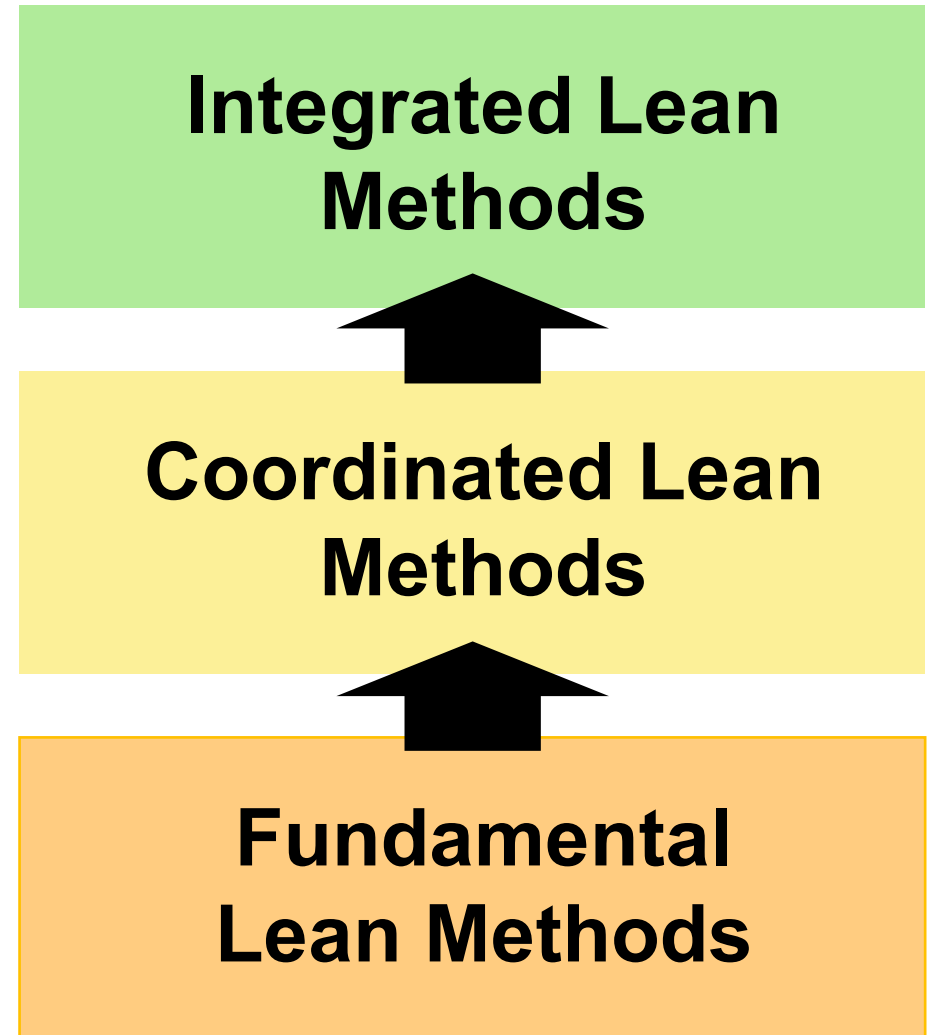 Integrated Lean
Methods
Coordinated Lean
Methods
Fundamental
Lean Methods